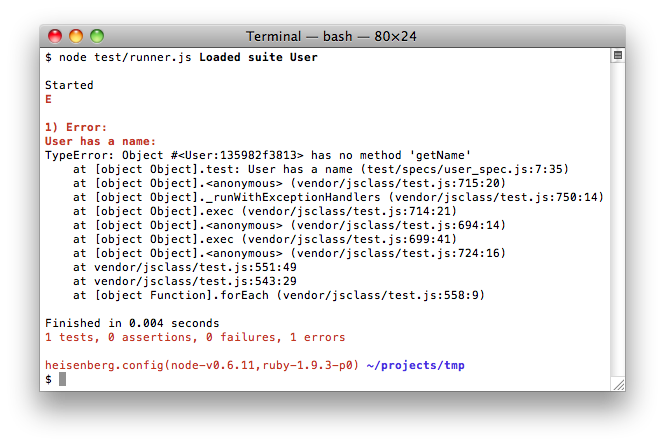 Terminal — bash — 80×24
$ node test/runner.js Loaded suite User
Started
E
1) Error:
User has a name:
TypeError: Object #<User:135982f3813> has no method 'getName'
at [object Object].test: User has a name (test/specs/user_spec.js:7:35)
at [object Object].<anonymous> (vendor/jsclass/test.js:715:20)
at [object Object]._runWithExceptionHandlers (vendor/jsclass/test.js:750:14)
at [object Object].exec (vendor/jsclass/test.js:714:21)
at [object Object].<anonymous> (vendor/jsclass/test.js:694:14)
at [object Object].exec (vendor/jsclass/test.js:699:41)
at [object Object].<anonymous> (vendor/jsclass/test.js:724:16)
at vendor/jsclass/test.js:551:49
at vendor/jsclass/test.js:543:29
at [object Function].forEach (vendor/jsclass/test.js:558:9)
Finished in 0.004 seconds
1 tests, 0 assertions, 0 failures, 1 errors
heisenberg.config(node-v0.6.11,ruby-1.9.3-p0) ~/projects/tmp
$